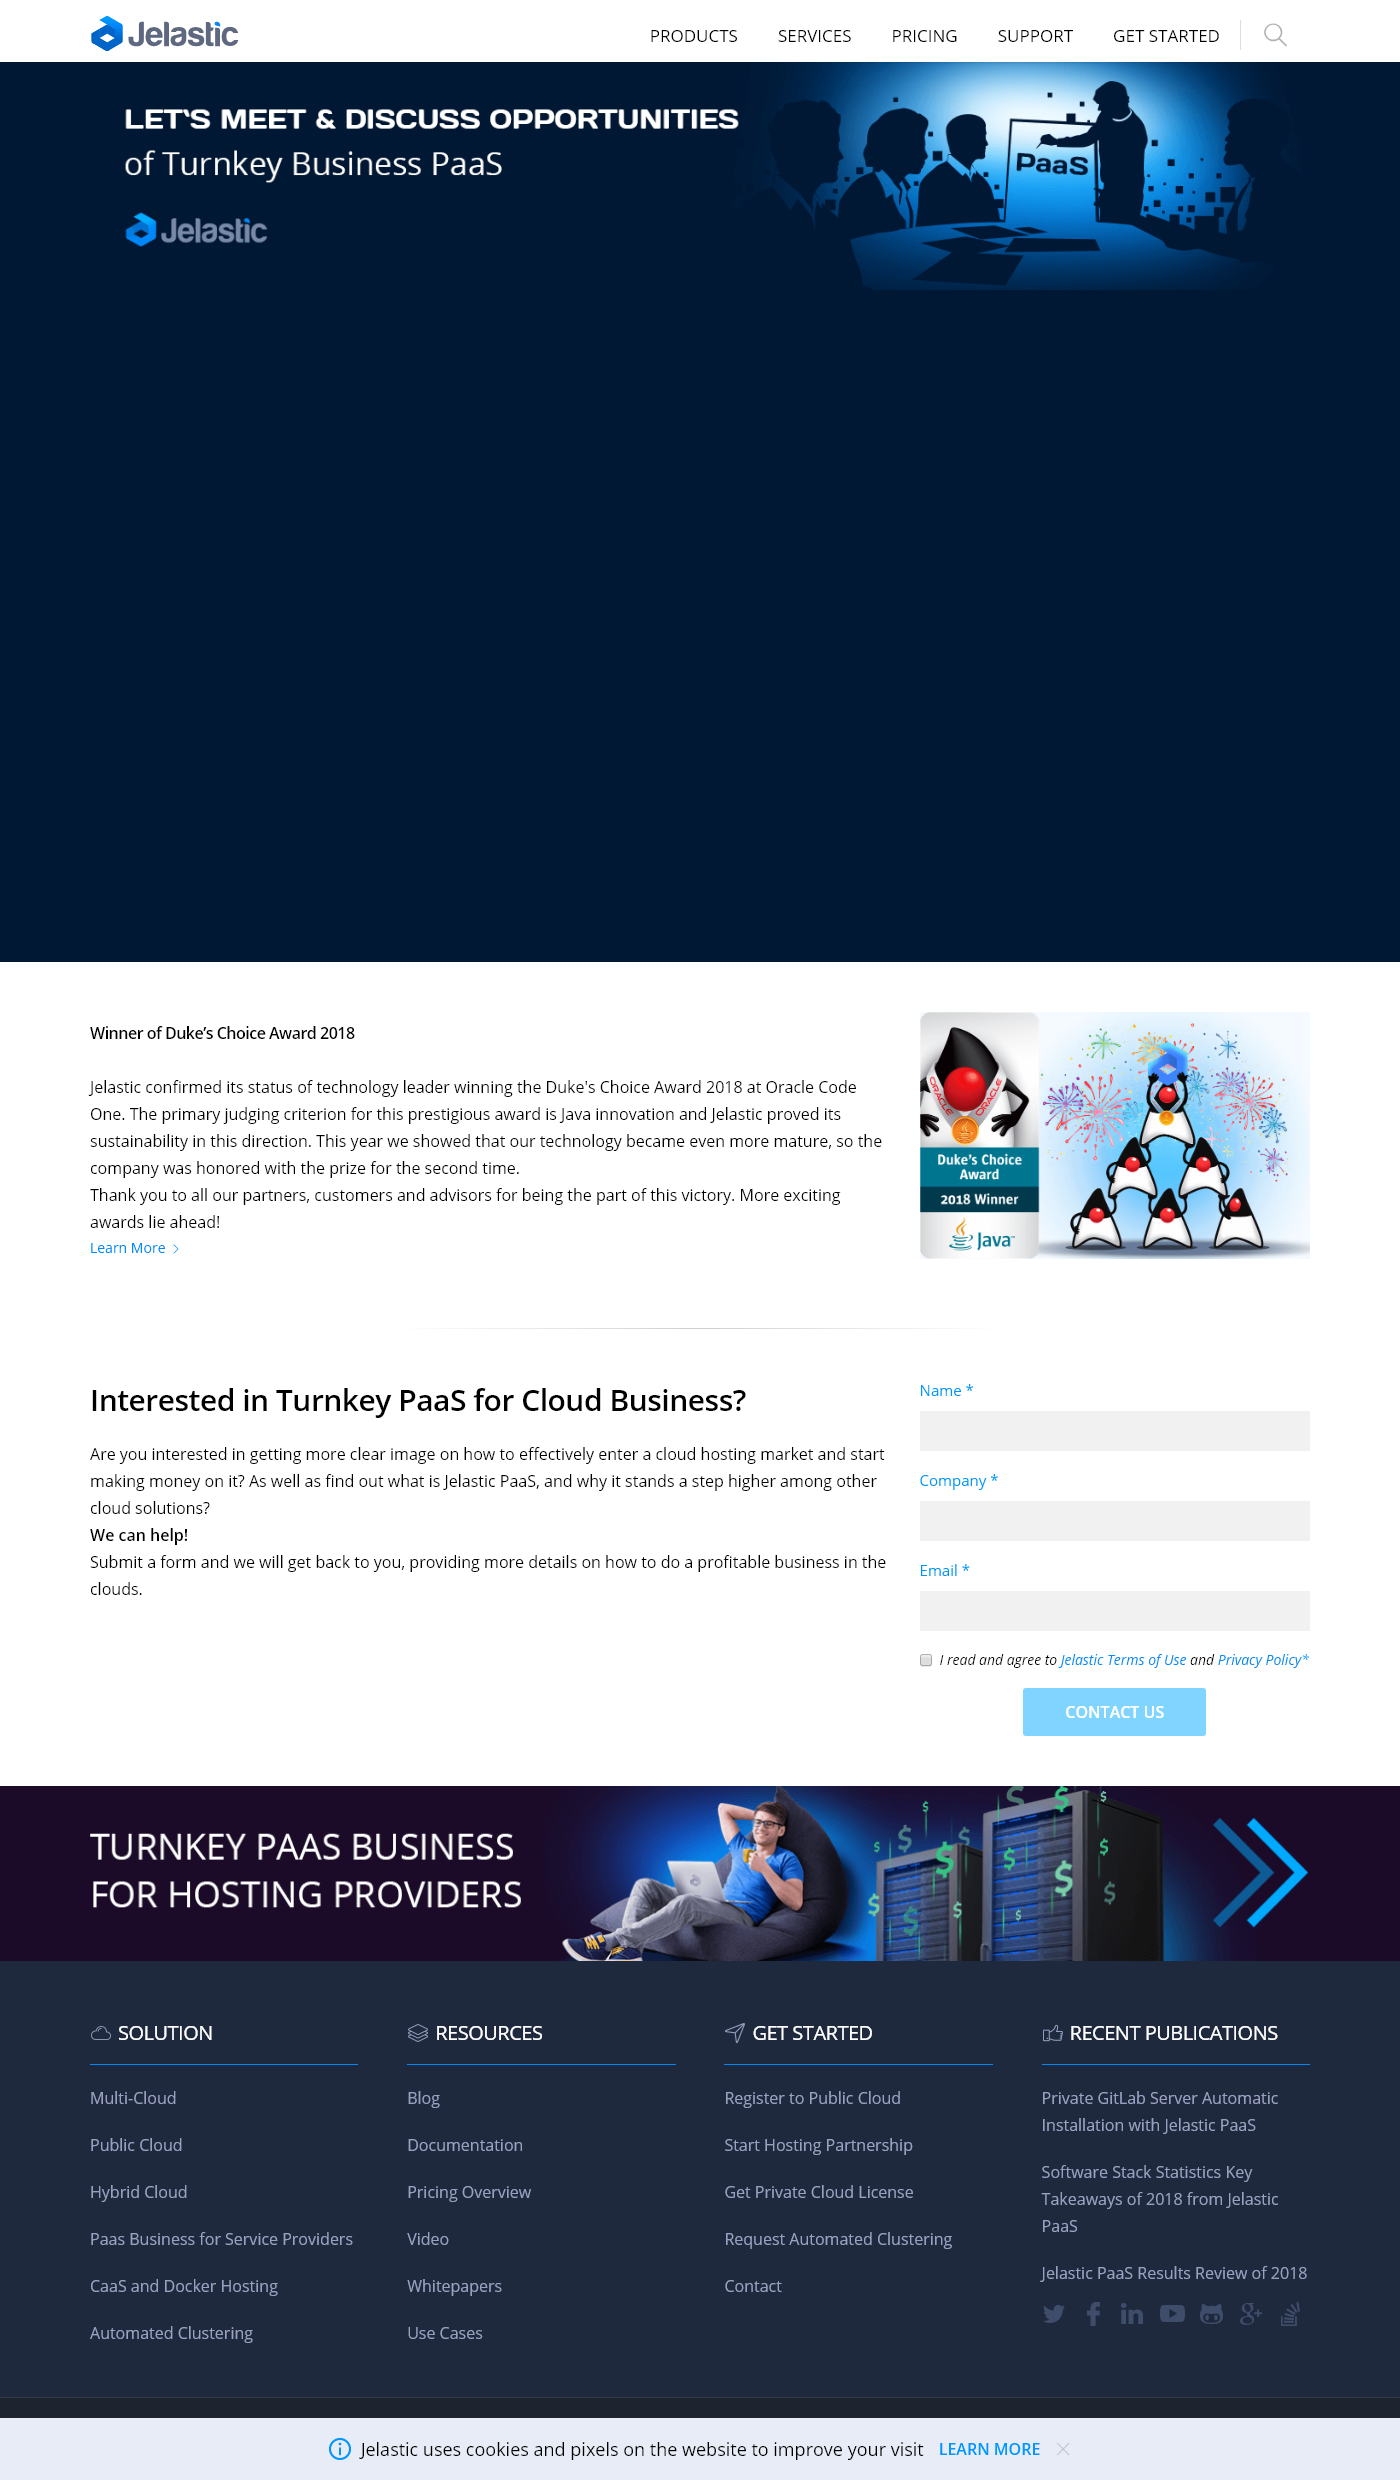 Jelastic
PRODUCTS
SERVICES
PRICING
SUPPORT
GET STARTED
LET'S MEET & DISCUSS OPPORTUNITIES
of Turnkey Business PaaS
PaaS
Jelastic
Winner of Duke's Choice Award 2018
Jelastic confirmed its status of technology leader winning the Duke's Choice Award 2018 at Oracle Code
One. The primary judging criterion for this prestigious award is Java innovation and Jelastic proved its
sustainability in this direction. This year we showed that our technology became even more mature, so the
company was honored with the prize for the second time.
Thank you to all our partners, customers and advisors for being the part of this victory. More exciting
awards lie ahead!
Learn More
ORACLE
ORACLE
Duke's Choice
Award
2018 Winner
Java™
Interested in Turnkey PaaS for Cloud Business?
Are you interested in getting more clear image on how to effectively enter a cloud hosting market and start
making money on it? As well as find out what is Jelastic PaaS, and why it stands a step higher among other
cloud solutions?
We can help!
Submit a form and we will get back to you, providing more details on how to do a profitable business in the
clouds.
Name *
Company *
Email *
I read and agree to Jelastic Terms of Use and Privacy Policy*
CONTACT US
TURNKEY PAAS BUSINESS
FOR HOSTING PROVIDERS
SOLUTION
Multi-Cloud
Public Cloud
Hybrid Cloud
Paas Business for Service Providers
CaaS and Docker Hosting
Automated Clustering
RESOURCES
Blog
Documentation
Pricing Overview
Video
Whitepapers
Use Cases
GET STARTED
Register to Public Cloud
Start Hosting Partnership
Get Private Cloud License
Request Automated Clustering
Contact
RECENT PUBLICATIONS
Private GitLab Server Automatic
Installation with Jelastic PaaS
Software Stack Statistics Key
Takeaways of 2018 from Jelastic
PaaS
Jelastic PaaS Results Review of 2018
Jelastic uses cookies and pixels on the website to improve your visit LEARN MORE